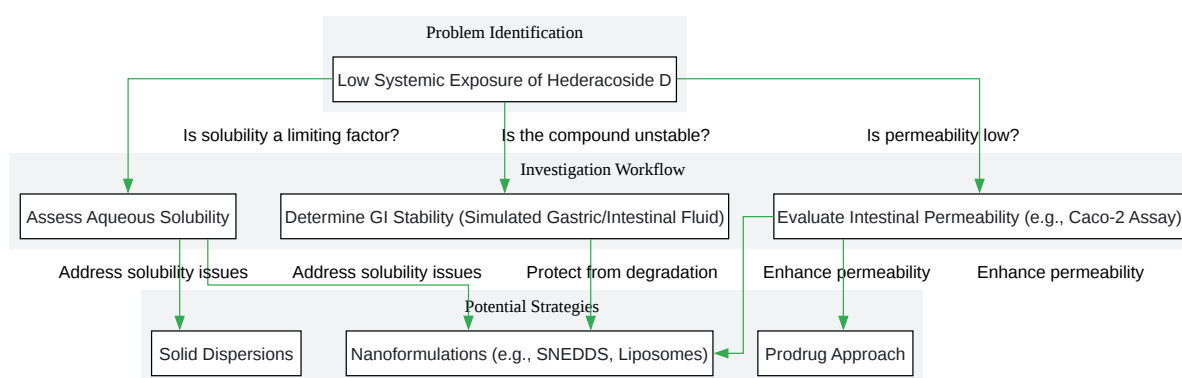 Problem Identification
Low Systemic Exposure of Hederacoside D
Is solubility a limiting factor?
Is the compound unstable?
Is permeability low?
Investigation Workflow
Assess Aqueous Solubility
Determine GI Stability (Simulated Gastric/Intestinal Fluid)
Evaluate Intestinal Permeability (e.g., Caco-2 Assay)
Address solubility issues
Address solubility issues
Protect from degradation
Enhance permeability
Enhance permeability
Potential Strategies
Solid Dispersions
Nanoformulations (e.g., SNEDDS, Liposomes)
Prodrug Approach